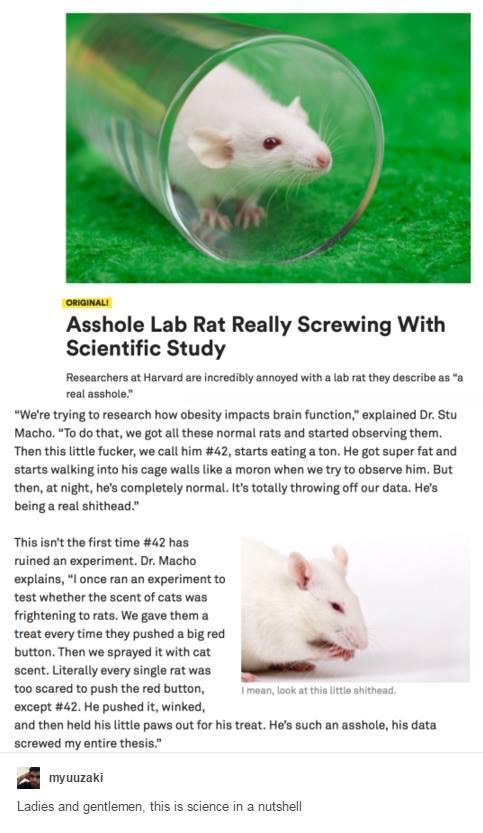 ORIGINAL!
Asshole Lab Rat Really Screwing With
Scientific Study
Researchers at Harvard are incredibly annoyed with a lab rat they describe as “a
real asshole.”
“We're trying to research how obesity impacts brain function,” explained Dr. Stu
Macho. “To do that, we got all these normal rats and started observing them.
Then this little fucker, we call him #42, starts eating a ton. He got super fat and
starts walking into his cage walls like a moron when we try to observe him. But
then, at night, he's completely normal. It's totally throwing off our data. He's
being a real shithead.”
This isn't the first time #42 has
ruined an experiment. Dr. Macho
explains, “I once ran an experiment to
test whether the scent of cats was
frightening to rats. We gave them a
treat every time they pushed a big red
button. Then we sprayed it with cat
scent. Literally every single rat was
too scared to push the red button,
except #42. He pushed it, winked,
and then held his little paws out for his treat. He's such an asshole, his data
screwed my entire thesis.”
I mean, look at this little shithead.
myuuzaki
Ladies and gentlemen, this is science in a nutshell